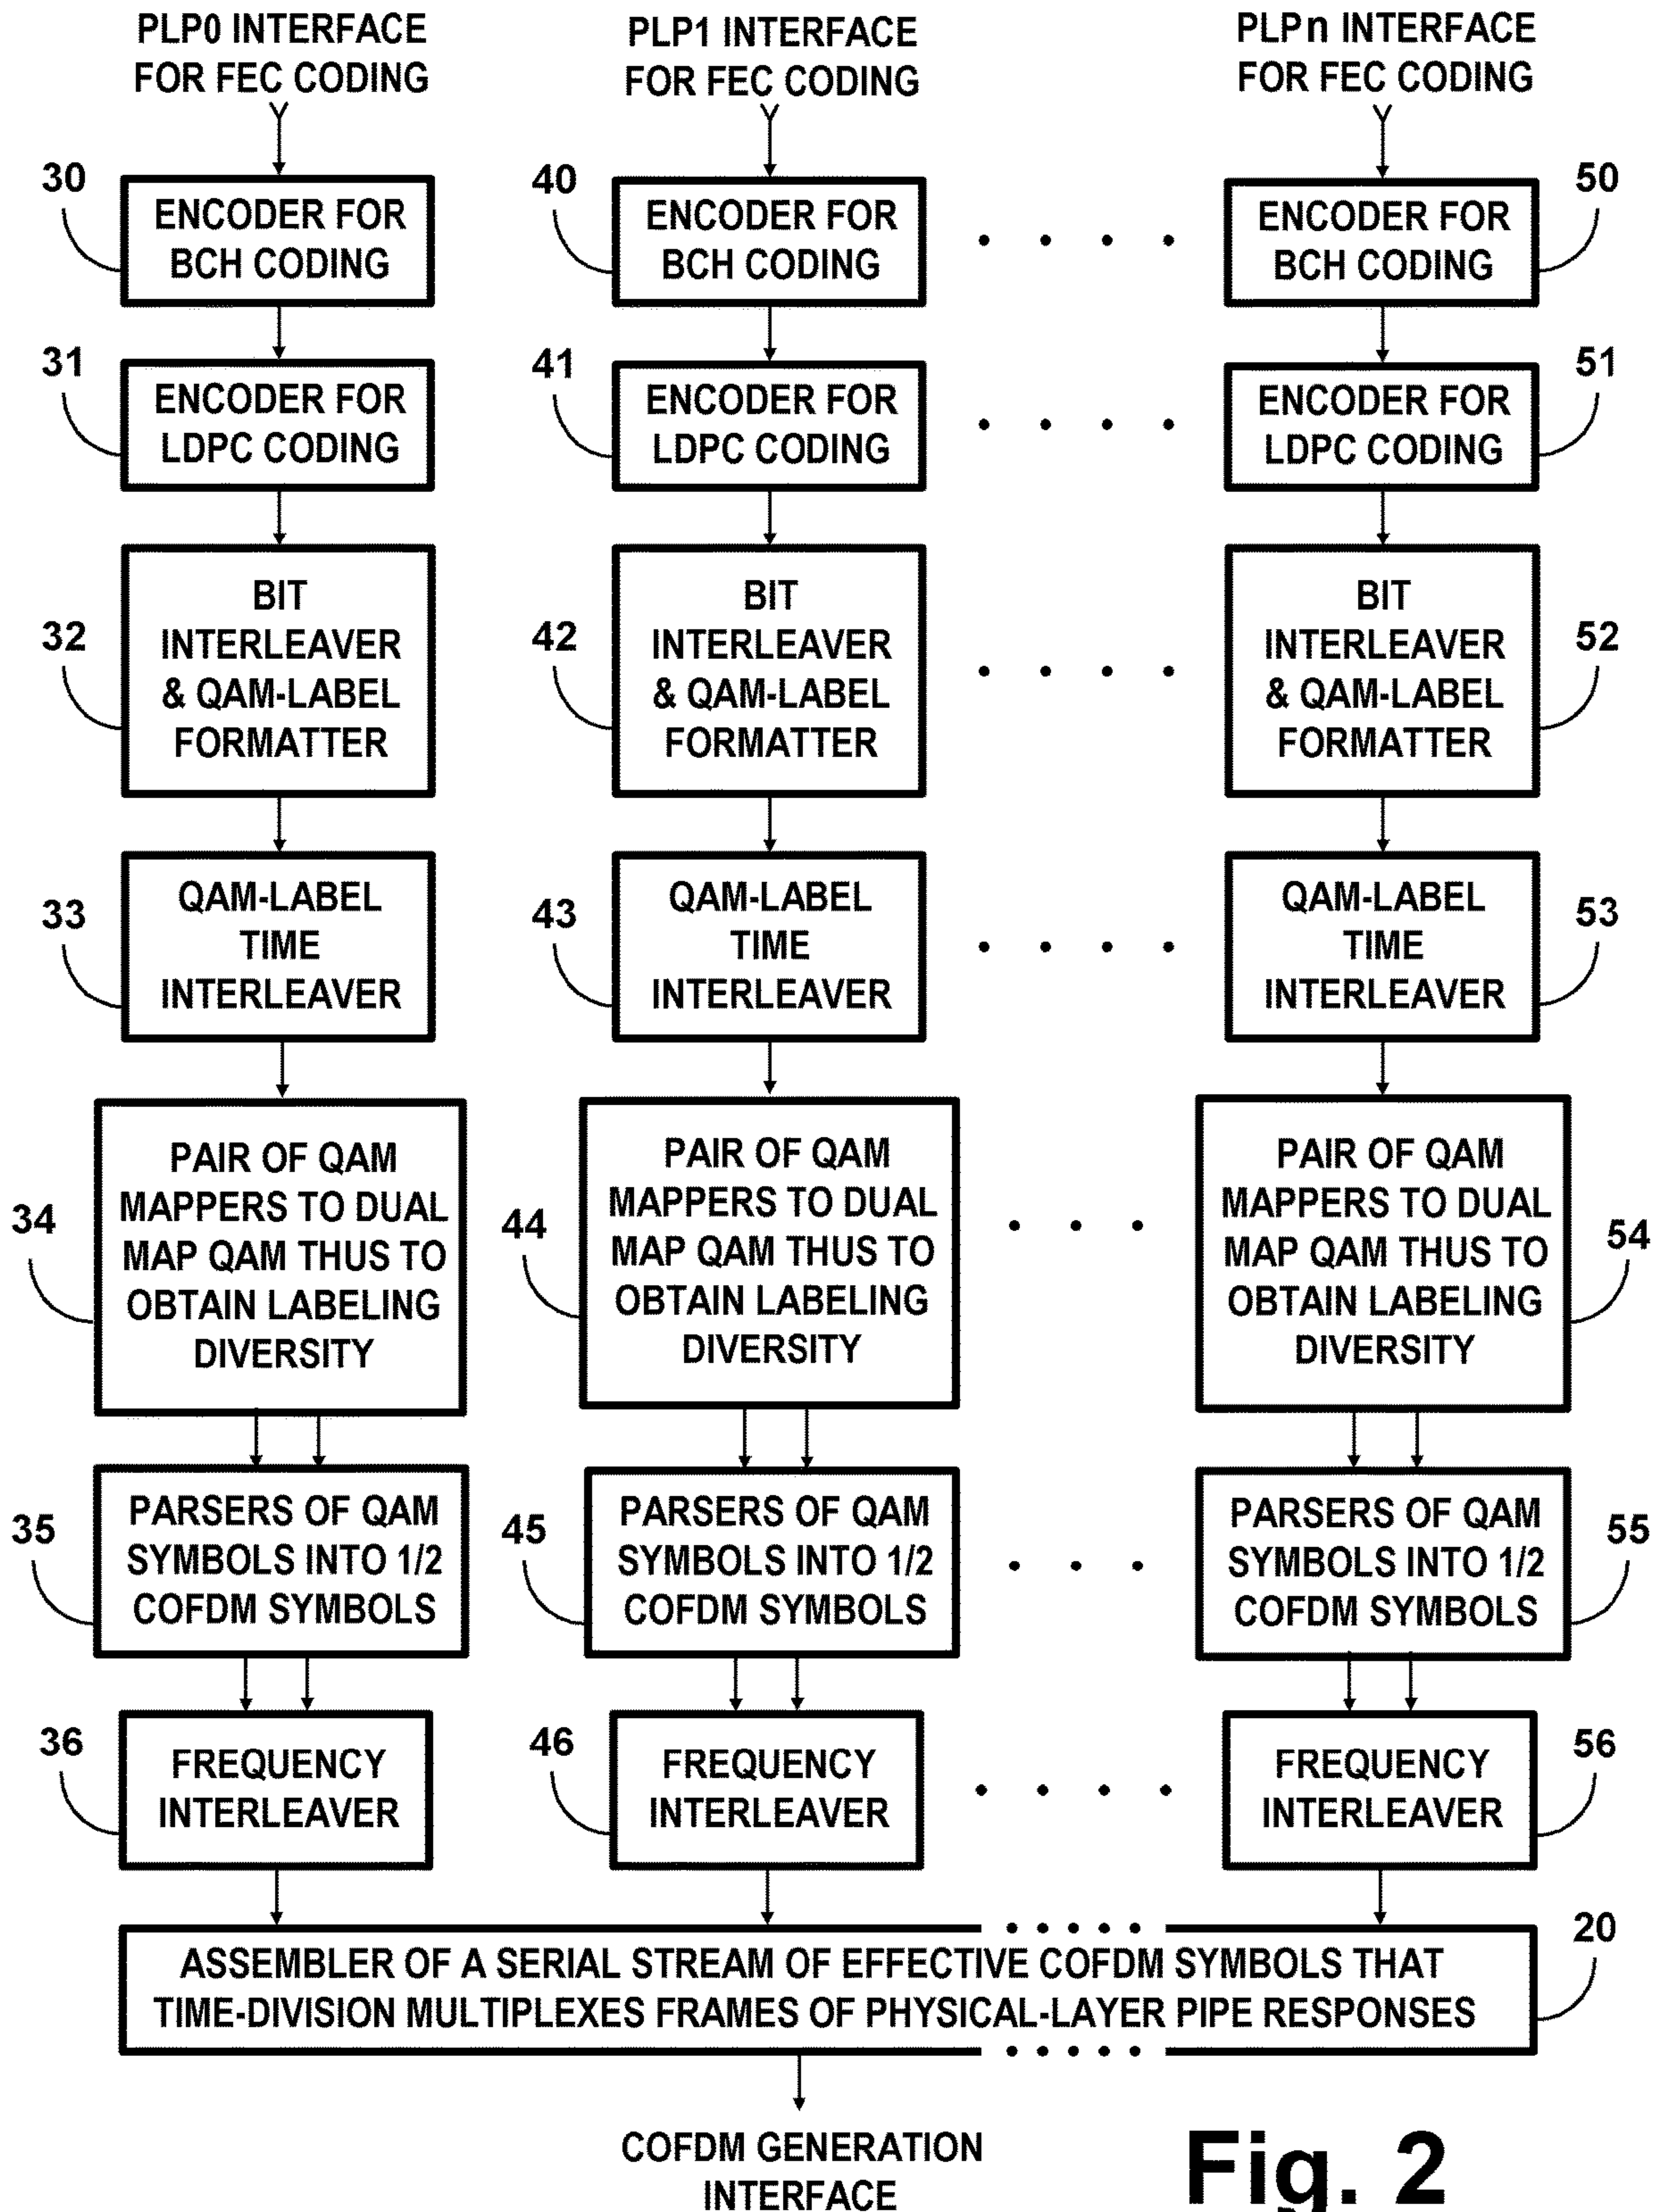 PLP0 INTERFACE
FOR FEC CODING
PLP1 INTERFACE
FOR FEC CODING
PLPn INTERFACE
FOR FEC CODING
30
ENCODER FOR
BCH CODING
40
ENCODER FOR
BCH CODING
50
ENCODER FOR
BCH CODING
31
ENCODER FOR
LDPC CODING
41
ENCODER FOR
LDPC CODING
51
ENCODER FOR
LDPC CODING
32
BIT
INTERLEAVER
& QAM-LABEL
FORMATTER
42
BIT
INTERLEAVER
& QAM-LABEL
FORMATTER
52
BIT
INTERLEAVER
& QAM-LABEL
FORMATTER
33
QAM-LABEL
TIME
INTERLEAVER
43
QAM-LABEL
TIME
INTERLEAVER
53
QAM-LABEL
TIME
INTERLEAVER
34
PAIR OF QAM
MAPPERS TO DUAL
MAP QAM THUS TO
OBTAIN LABELING
DIVERSITY
44
PAIR OF QAM
MAPPERS TO DUAL
MAP QAM THUS TO
OBTAIN LABELING
DIVERSITY
54
PAIR OF QAM
MAPPERS TO DUAL
MAP QAM THUS TO
OBTAIN LABELING
DIVERSITY
35
PARSERS OF QAM
SYMBOLS INTO 1/2
COFDM SYMBOLS
45
PARSERS OF QAM
SYMBOLS INTO 1/2
COFDM SYMBOLS
55
PARSERS OF QAM
SYMBOLS INTO 1/2
COFDM SYMBOLS
36
FREQUENCY
INTERLEAVER
46
FREQUENCY
INTERLEAVER
56
FREQUENCY
INTERLEAVER
20
ASSEMBLER OF A SERIAL STREAM OF EFFECTIVE COFDM SYMBOLS THAT
TIME-DIVISION MULTIPLEXES FRAMES OF PHYSICAL-LAYER PIPE RESPONSES
COFDM GENERATION
INTERFACE
Fig. 2